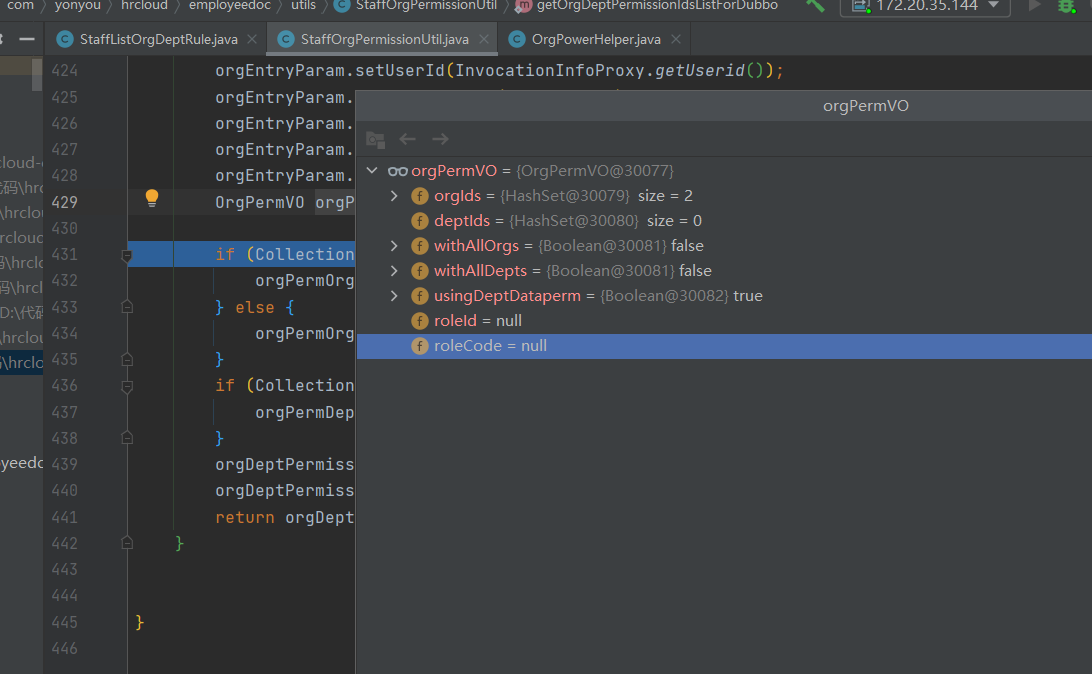 com yonyou hrcloud employeedoc utils C StaffOrgPermissionUtil m getOrgDeptPermissionIdsListForDubbo 172.20.35.144
StaffListOrgDeptRule.java StaffOrgPermissionUtil.java OrgPowerHelper.java
424 orgEntryParam.setUserId(InvocationInfoProxy.getUserid());
425 orgEntryParam.
426 orgEntryParam.
427 orgEntryParam.
428 orgEntryParam.
429 OrgPermVO orgP
430
431 if (Collection
432 orgPermOrg
433 } else {
434 orgPermOrg
435 }
436 if (Collection
437 orgPermDep
438 }
439 orgDeptPermiss
440 orgDeptPermiss
441 return orgDept
442 }
443
444
445 }
446
orgPermVO
orgPermVO = {OrgPermVO@30077}
orgIds = {HashSet@30079} size = 2
deptIds = {HashSet@30080} size = 0
withAllOrgs = {Boolean@30081} false
withAllDepts = {Boolean@30081} false
usingDeptDataperm = {Boolean@30082} true
roleId = null
roleCode = null
cloud-
代码\hrc
\hrclou
rcloud
码\hrcl
码\hrcl
D:\代码
\hrclou
码\hrclo
yeedoc